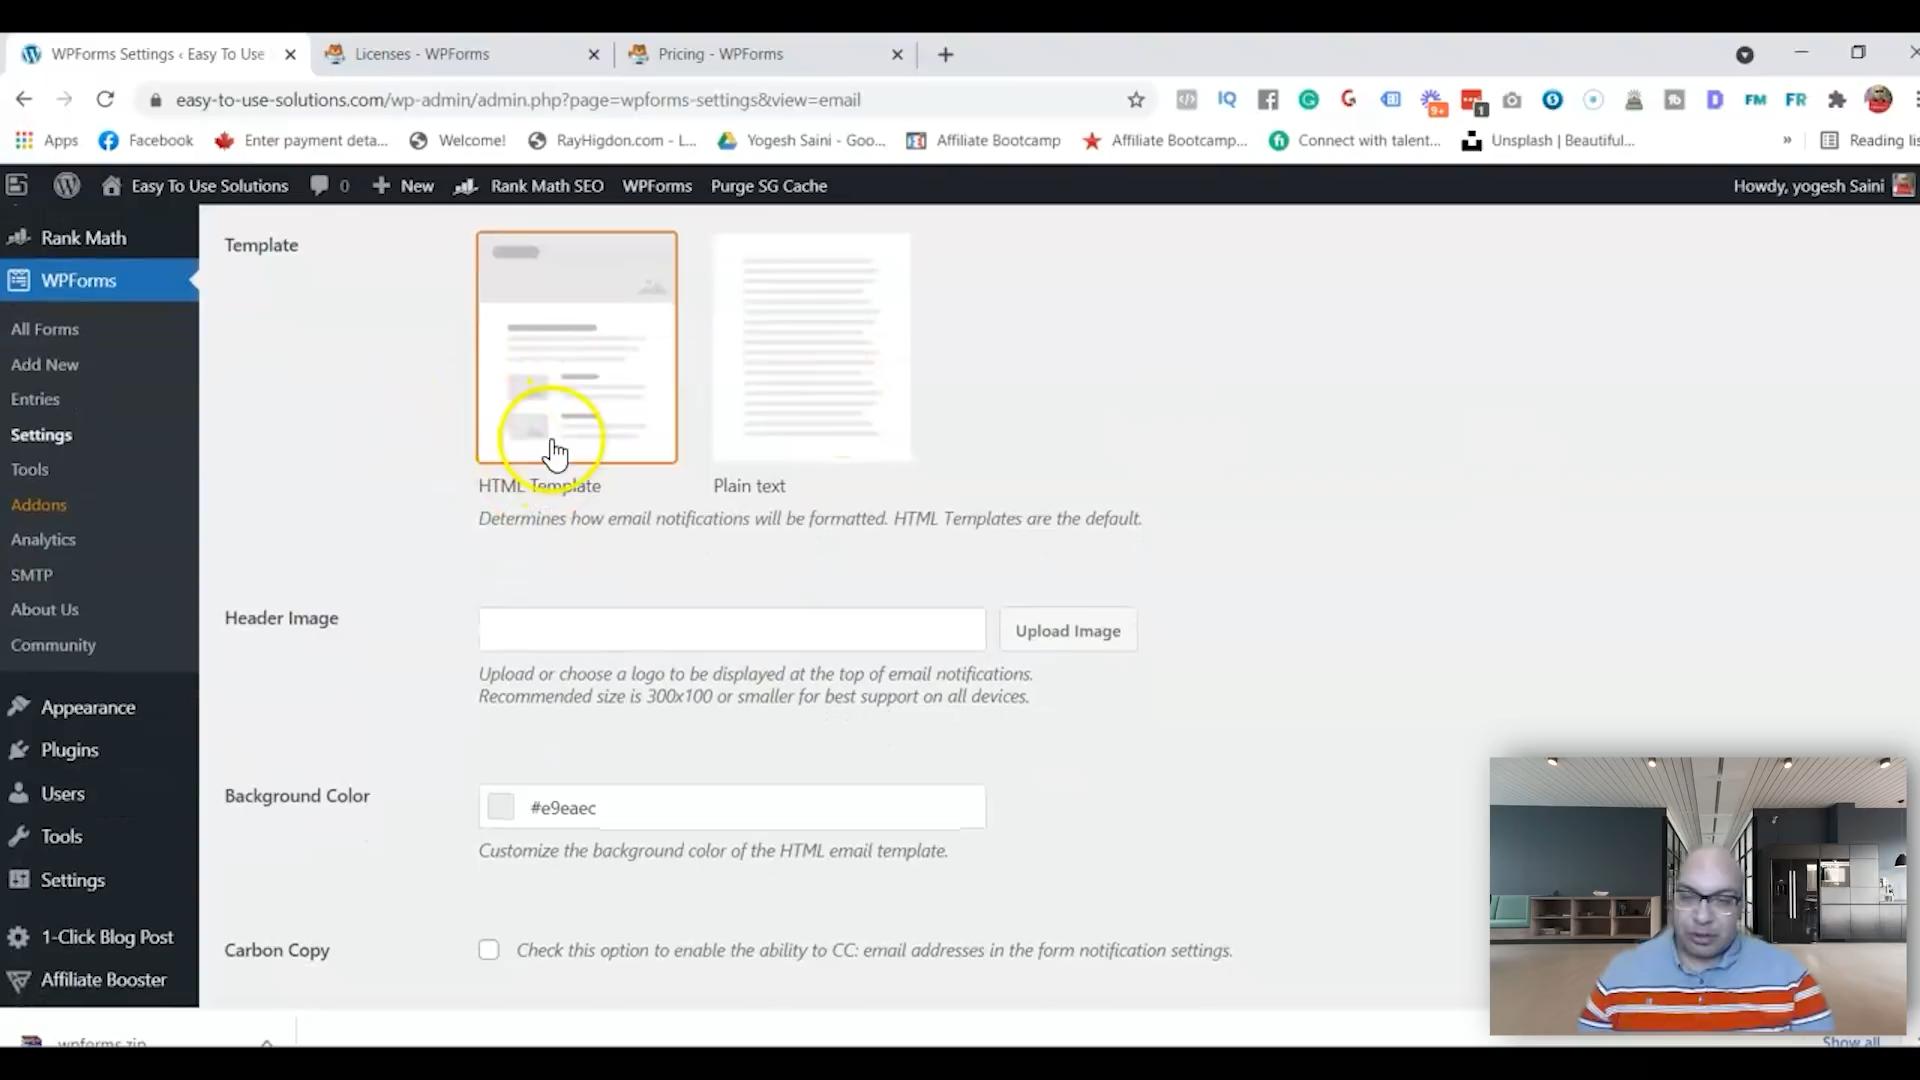 WPForms Settings ‹ Easy To Use
Licenses - WPForms
Pricing - WPForms
easy-to-use-solutions.com/wp-admin/admin.php?page=wpforms-settings&view=email
IQ
9+
1
fb
D
FM
FR
Apps
Facebook
Enter payment deta...
Welcome!
RayHigdon.com - L...
Yogesh Saini - Goo...
Affiliate Bootcamp
Affiliate Bootcamp...
Connect with talent...
Unsplash | Beautiful...
»
Reading lis
Easy To Use Solutions
0
New
Rank Math SEO
WPForms
Purge SG Cache
Howdy, yogesh Saini
Rank Math
WPForms
All Forms
Add New
Entries
Settings
Tools
Addons
Analytics
SMTP
About Us
Community
Appearance
Plugins
Users
Tools
Settings
1-Click Blog Post
Affiliate Booster
Template
HTML Template
Plain text
Determines how email notifications will be formatted. HTML Templates are the default.
Header Image
Upload Image
Upload or choose a logo to be displayed at the top of email notifications.
Recommended size is 300x100 or smaller for best support on all devices.
Background Color
#e9eaec
Customize the background color of the HTML email template.
Carbon Copy
Check this option to enable the ability to CC: email addresses in the form notification settings.
wpforms.zip
Show all